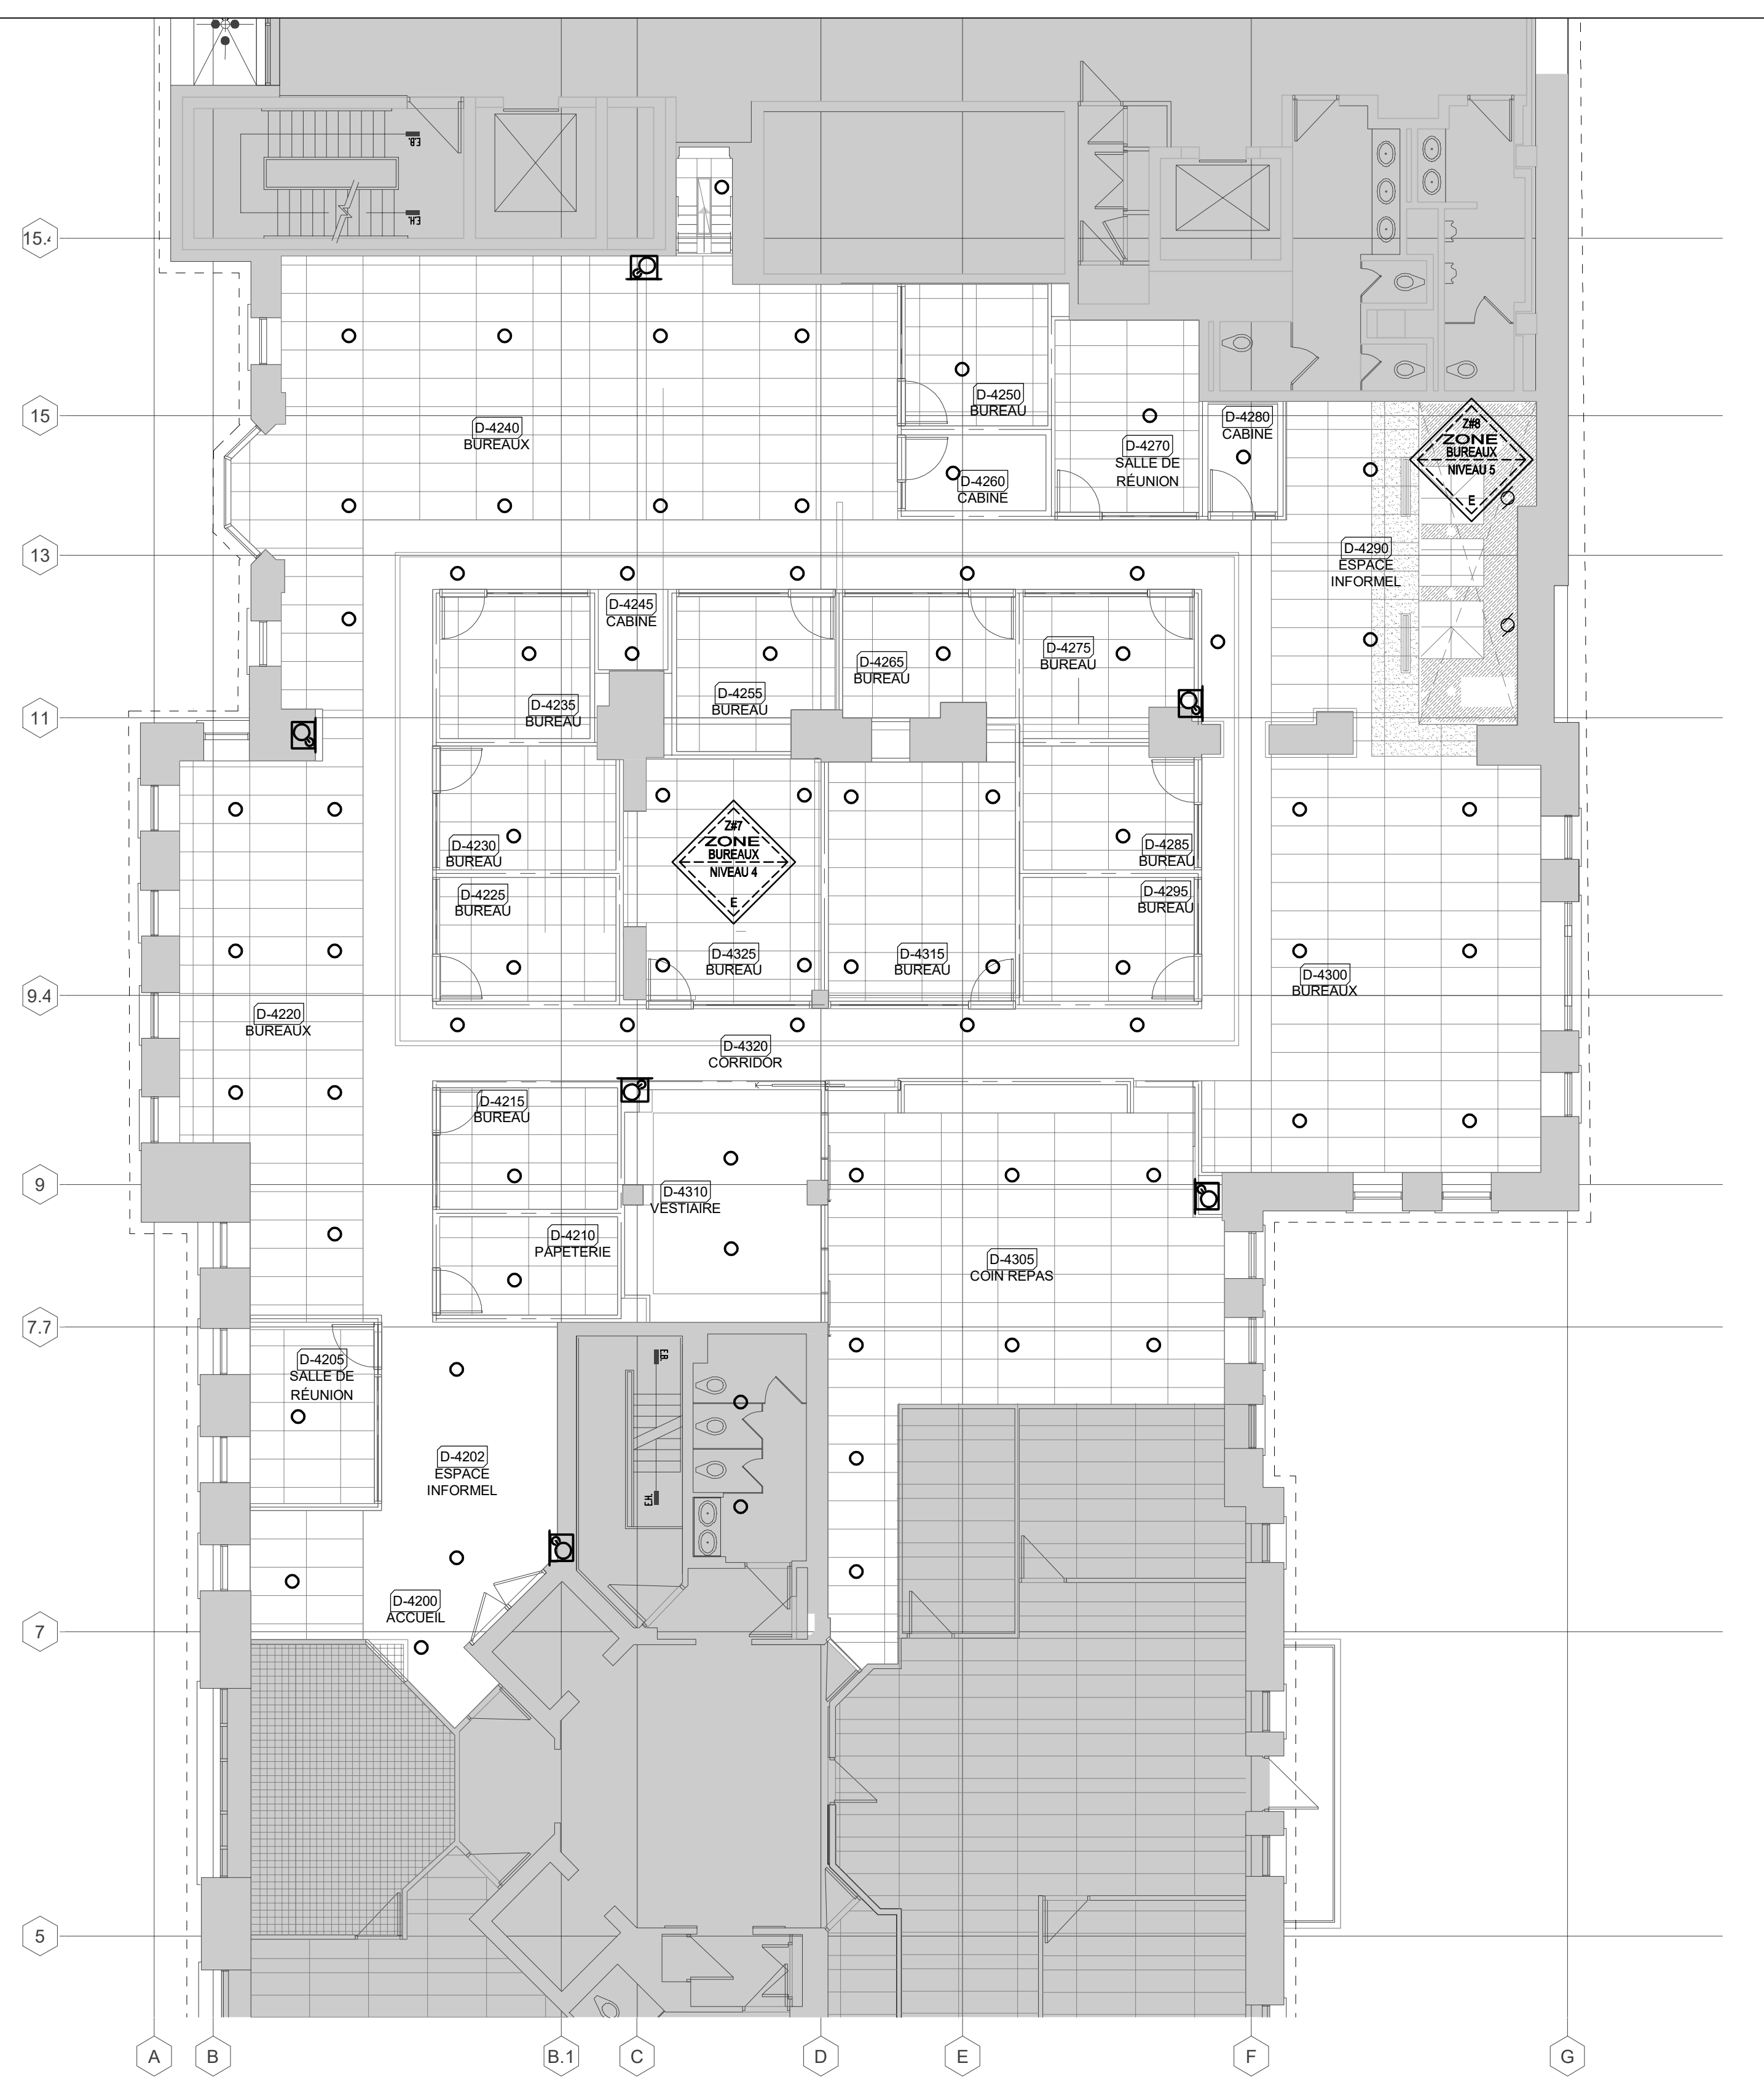 E.B.
E.H.
15.4
15
13
11
9.4
9
7.7
7
5
D-4240
BUREAUX
D-4250
BUREAU
D-4260
CABINE
D-4270
SALLE DE
RÉUNION
D-4280
CABINE
Z#8
ZONE
BUREAUX
NIVEAU 5
E
D-4290
ESPACE
INFORMEL
D-4245
CABINE
D-4235
BUREAU
D-4255
BUREAU
D-4265
BUREAU
D-4275
BUREAU
D-4230
BUREAU
D-4225
BUREAU
Z#7
ZONE
BUREAUX
NIVEAU 4
E
D-4325
BUREAU
D-4315
BUREAU
D-4285
BUREAU
D-4295
BUREAU
D-4300
BUREAUX
D-4220
BUREAUX
D-4320
CORRIDOR
D-4215
BUREAU
D-4310
VESTIAIRE
D-4210
PAPETERIE
D-4305
COIN REPAS
D-4205
SALLE DE
RÉUNION
D-4202
ESPACE
INFORMEL
E.B.
E.H.
D-4200
ACCUEIL
A
B
B.1
C
D
E
F
G